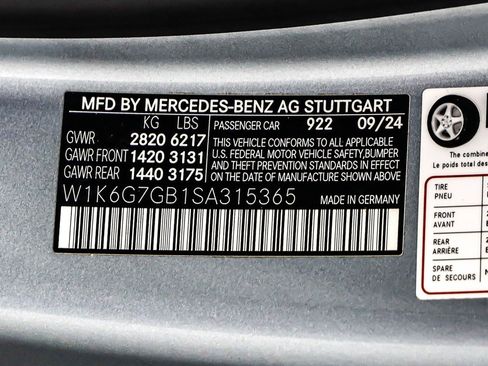 MFD BY MERCEDES-BENZ AG STUTTGART
KG LBS PASSENGER CAR 922 09/24
GVWR 2820 6217
GAWR FRONT 1420 3131
GAWR REAR 1440 3175
THIS VEHICLE CONFORMS TO ALL APPLICABLE
U.S. FEDERAL MOTOR VEHICLE SAFETY, BUMPER
AND THEFT PREVENTION STANDARDS IN EFFECT
ON THE DATE OF MANUFACTURE SHOWN ABOVE
W1K6G7GB1SA315365
MADE IN GERMANY
The combined
Le poids total des
TIRE
PNEU
FRONT
AVANT
REAR
ARRIÈRE
SPARE
DE SECOURS